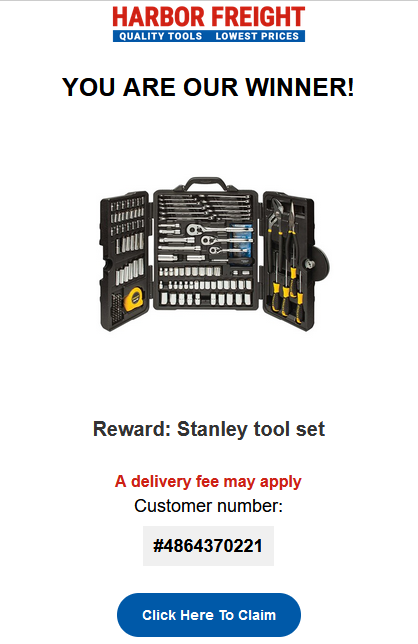 HARBOR FREIGHT
QUALITY TOOLS LOWEST PRICES
YOU ARE OUR WINNER!
Reward: Stanley tool set
A delivery fee may apply
Customer number:
#4864370221
Click Here To Claim